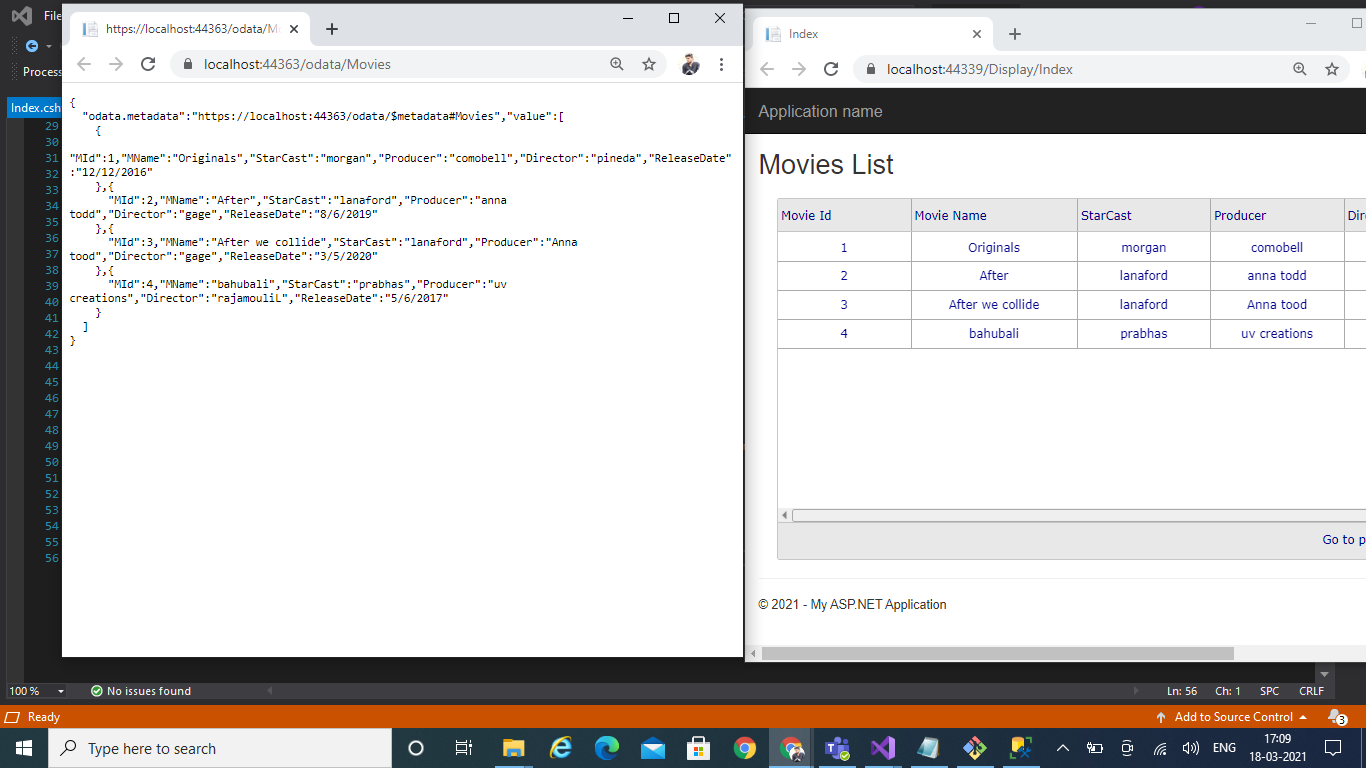 File
Process
Index.csh
29
30
31
32
33
34
35
36
37
38
39
40
41
42
43
44
45
46
47
48
49
50
51
52
53
54
55
56
https://localhost:44363/odata/M
localhost:44363/odata/Movies
{
"odata.metadata":"https://localhost:44363/odata/$metadata#Movies","value":[
{
"MId":1,"MName":"Originals","StarCast":"morgan","Producer":"comobell","Director":"pineda","ReleaseDate"
:"12/12/2016"
},{
"MId":2,"MName":"After","StarCast":"lanaford","Producer":"anna
todd","Director":"gage","ReleaseDate":"8/6/2019"
},{
"MId":3,"MName":"After we collide","StarCast":"lanaford","Producer":"Anna
tood","Director":"gage","ReleaseDate":"3/5/2020"
},{
"MId":4,"MName":"bahubali","StarCast":"prabhas","Producer":"uv
creations","Director":"rajamouliL","ReleaseDate":"5/6/2017"
}
]
}
Index
localhost:44339/Display/Index
Application name
Movies List
Movie Id Movie Name StarCast Producer Dir
1 Originals morgan comobell
2 After lanaford anna todd
3 After we collide lanaford Anna tood
4 bahubali prabhas uv creations
Go to p
© 2021 - My ASP.NET Application
100 % No issues found Ln: 56 Ch: 1 SPC CRLF
Ready Add to Source Control 3
Type here to search ENG 17:09
18-03-2021